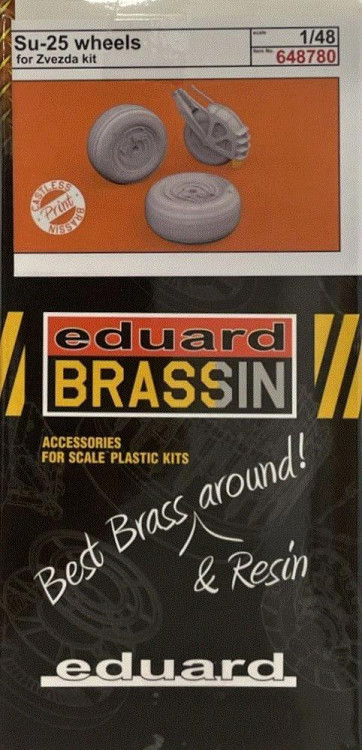 Su-25 wheels
for Zvezda kit
scale
1/48
Item No.
648780
CASTLESS
Print
BRASSIN
eduard
BRASSIN
ACCESSORIES
FOR SCALE PLASTIC KITS
Best Brass around!
& Resin
eduard